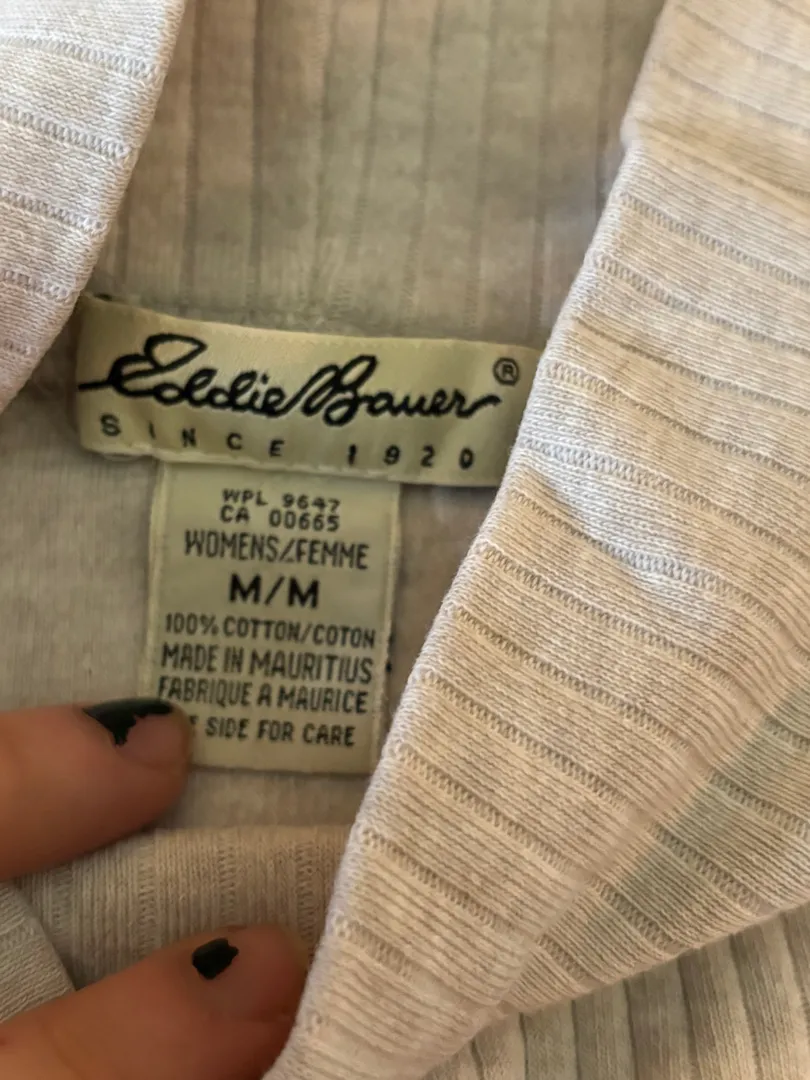 Eddie Bauer ®
SINCE 1920
WPL 9647
CA 00665
WOMENS/FEMME
M/M
100% COTTON/COTON
MADE IN MAURITIUS
FABRIQUE A MAURICE
SIDE FOR CARE